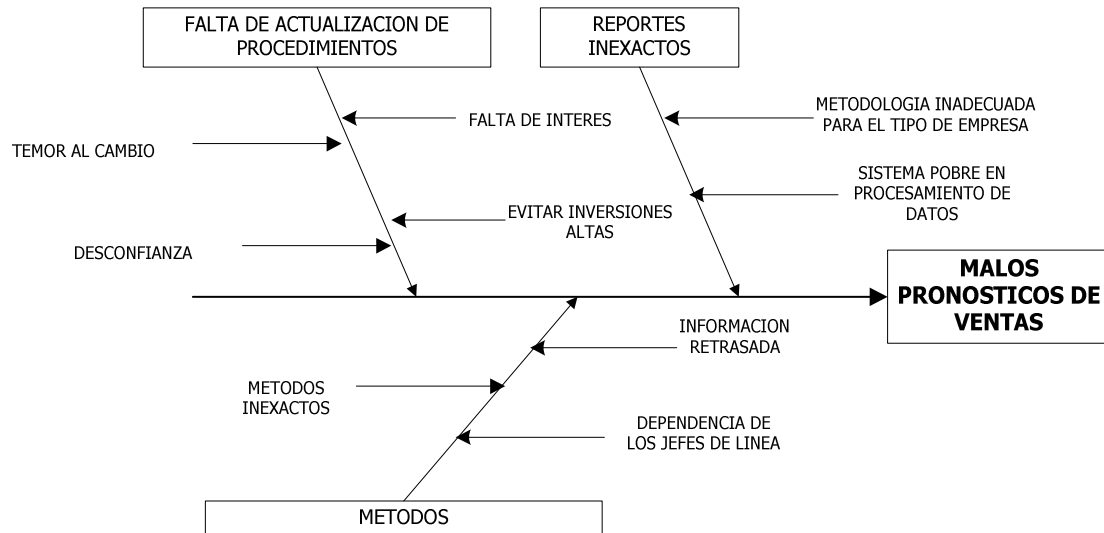 FALTA DE ACTUALIZACION DE
PROCEDIMIENTOS
REPORTES
INEXACTOS
FALTA DE INTERES
METODOLOGIA INADECUADA
PARA EL TIPO DE EMPRESA
TEMOR AL CAMBIO
SISTEMA POBRE EN
PROCESAMIENTO DE
DATOS
EVITAR INVERSIONES
ALTAS
DESCONFIANZA
MALOS
PRONOSTICOS DE
VENTAS
INFORMACION
RETRASADA
METODOS
INEXACTOS
DEPENDENCIA DE
LOS JEFES DE LINEA
METODOS